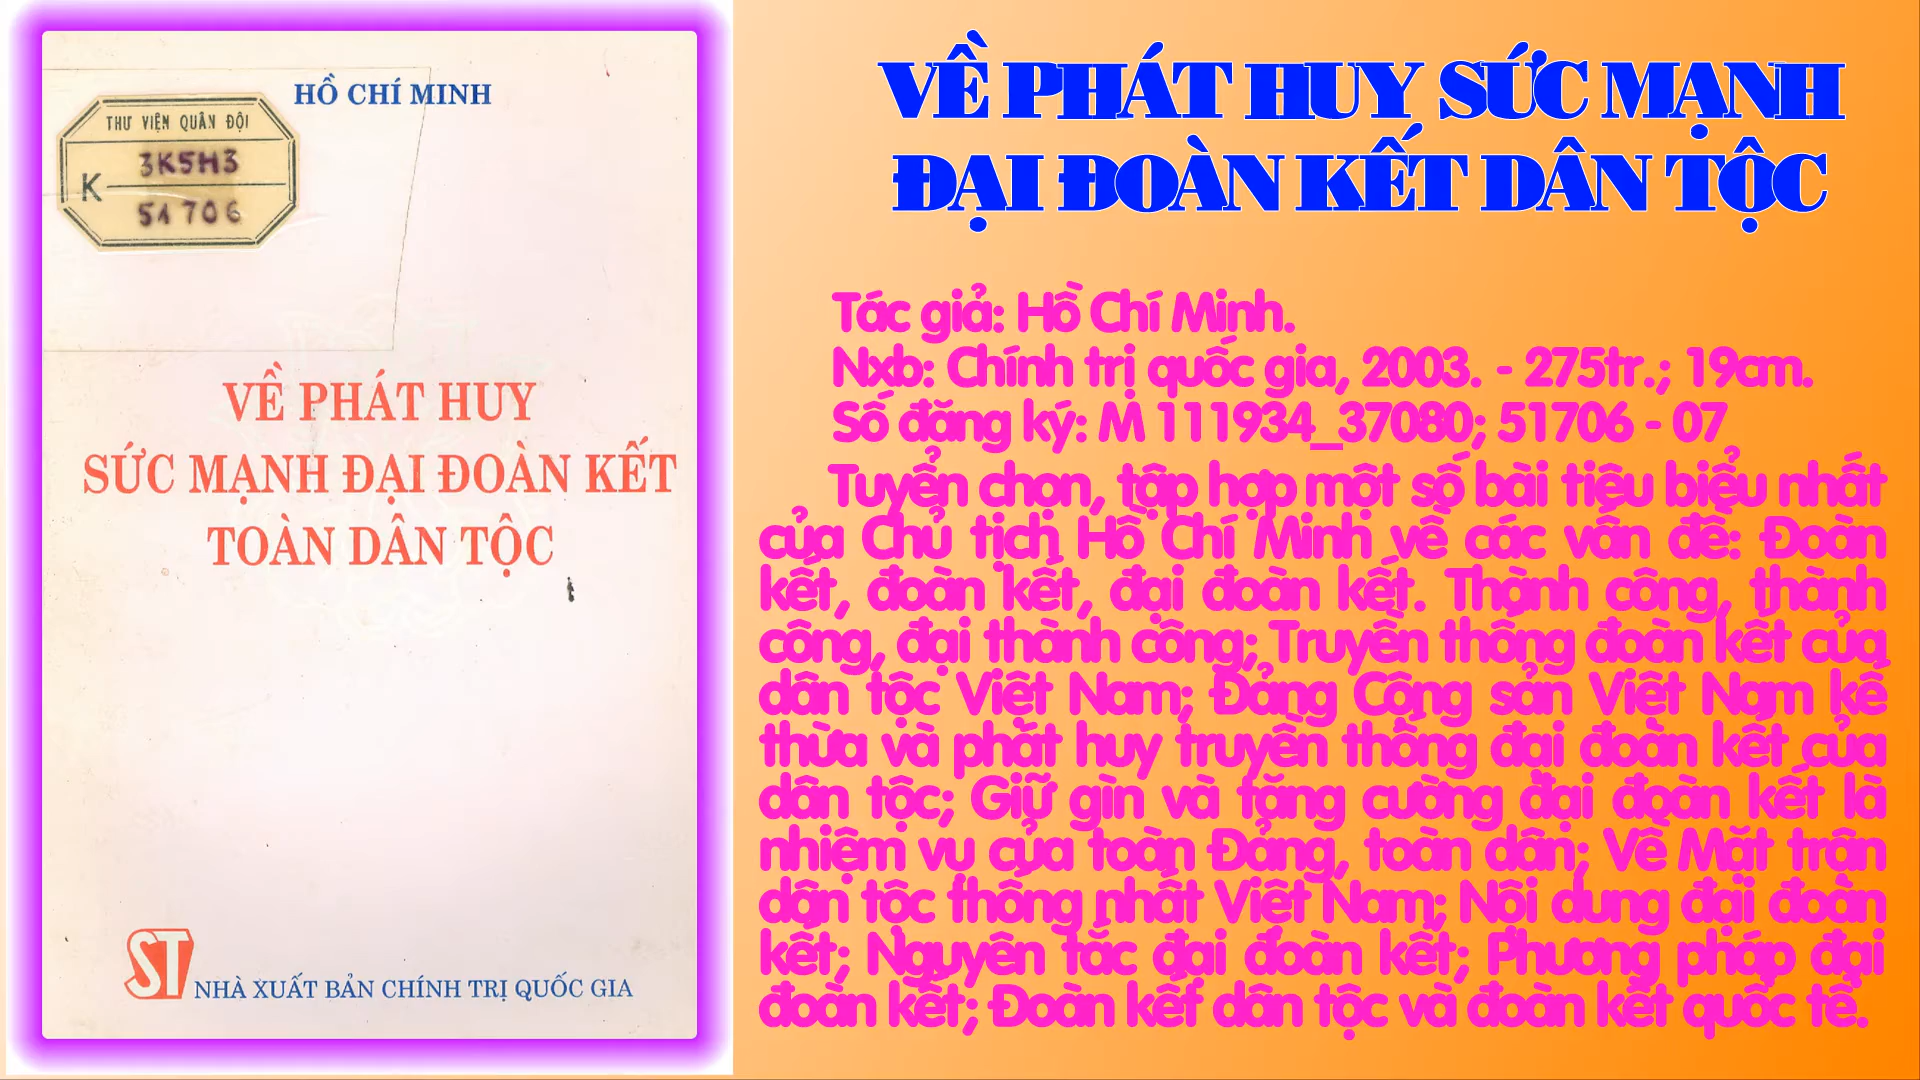 HỒ CHÍ MINH
THƯ VIỆN QUÂN ĐỘI
3K5H3
K
51706
VỀ PHÁT HUY
SỨC MẠNH ĐẠI ĐOÀN KẾT
TOÀN DÂN TỘC
ST
NHÀ XUẤT BẢN CHÍNH TRỊ QUỐC GIA
VỀ PHÁT HUY SỨC MẠNH
ĐẠI ĐOÀN KẾT DÂN TỘC
Tác giả: Hồ Chí Minh.
Nxb: Chính trị quốc gia, 2003. - 275tr.; 19cm.
Số đăng ký: M 111934_37080; 51706 - 07
Tuyển chọn, tập hợp một số bài tiêu biểu nhất
của Chủ tịch Hồ Chí Minh về các vấn đề: Đoàn
kết, đoàn kết, đại đoàn kết. Thành công, thành
công, đại thành công; Truyền thống đoàn kết của
dân tộc Việt Nam; Đảng Cộng sản Việt Nam kế
thừa và phát huy truyền thống đại đoàn kết của
dân tộc; Giữ gìn và tăng cường đại đoàn kết là
nhiệm vụ của toàn Đảng, toàn dân; Về Mặt trận
dân tộc thống nhất Việt Nam; Nội dung đại đoàn
kết; Nguyên tắc đại đoàn kết; Phương pháp đại
đoàn kết; Đoàn kết dân tộc và đoàn kết quốc tế.